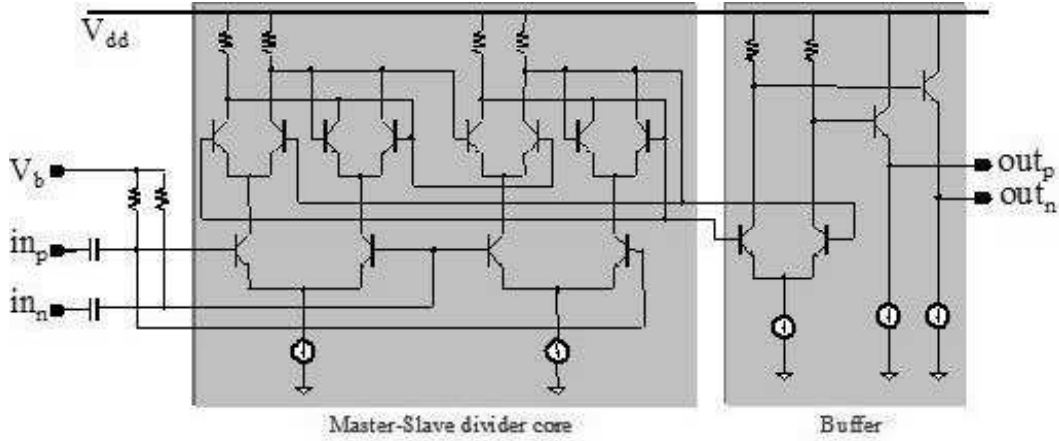 Vdd
Vb
inp
inn
outp
outn
Master-Slave divider core
Buffer